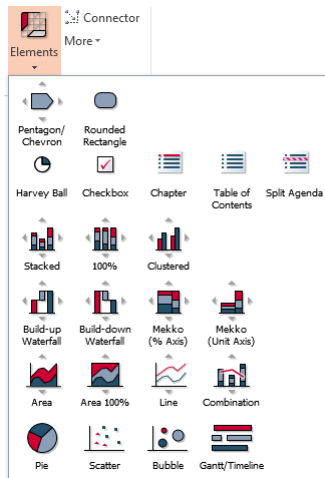 Connector
More
Elements
Pentagon/ Rounded
Chevron Rectangle
Harvey Ball Checkbox Chapter Table of Split Agenda
Contents
Stacked 100% Clustered
Build-up Build-down Mekko Mekko
Waterfall Waterfall (% Axis) (Unit Axis)
Area Area 100% Line Combination
Pie Scatter Bubble Gantt/Timeline